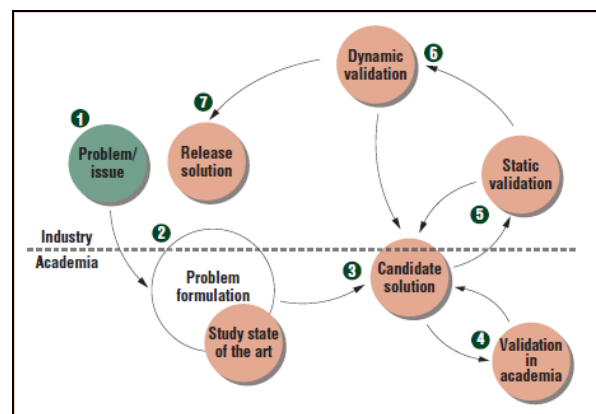 1
Problem/
issue
Industry
Academia
2
Problem
formulation
Study state
of the art
3
Candidate
solution
4
Validation
in
academia
5
Static
validation
6
Dynamic
validation
7
Release
solution